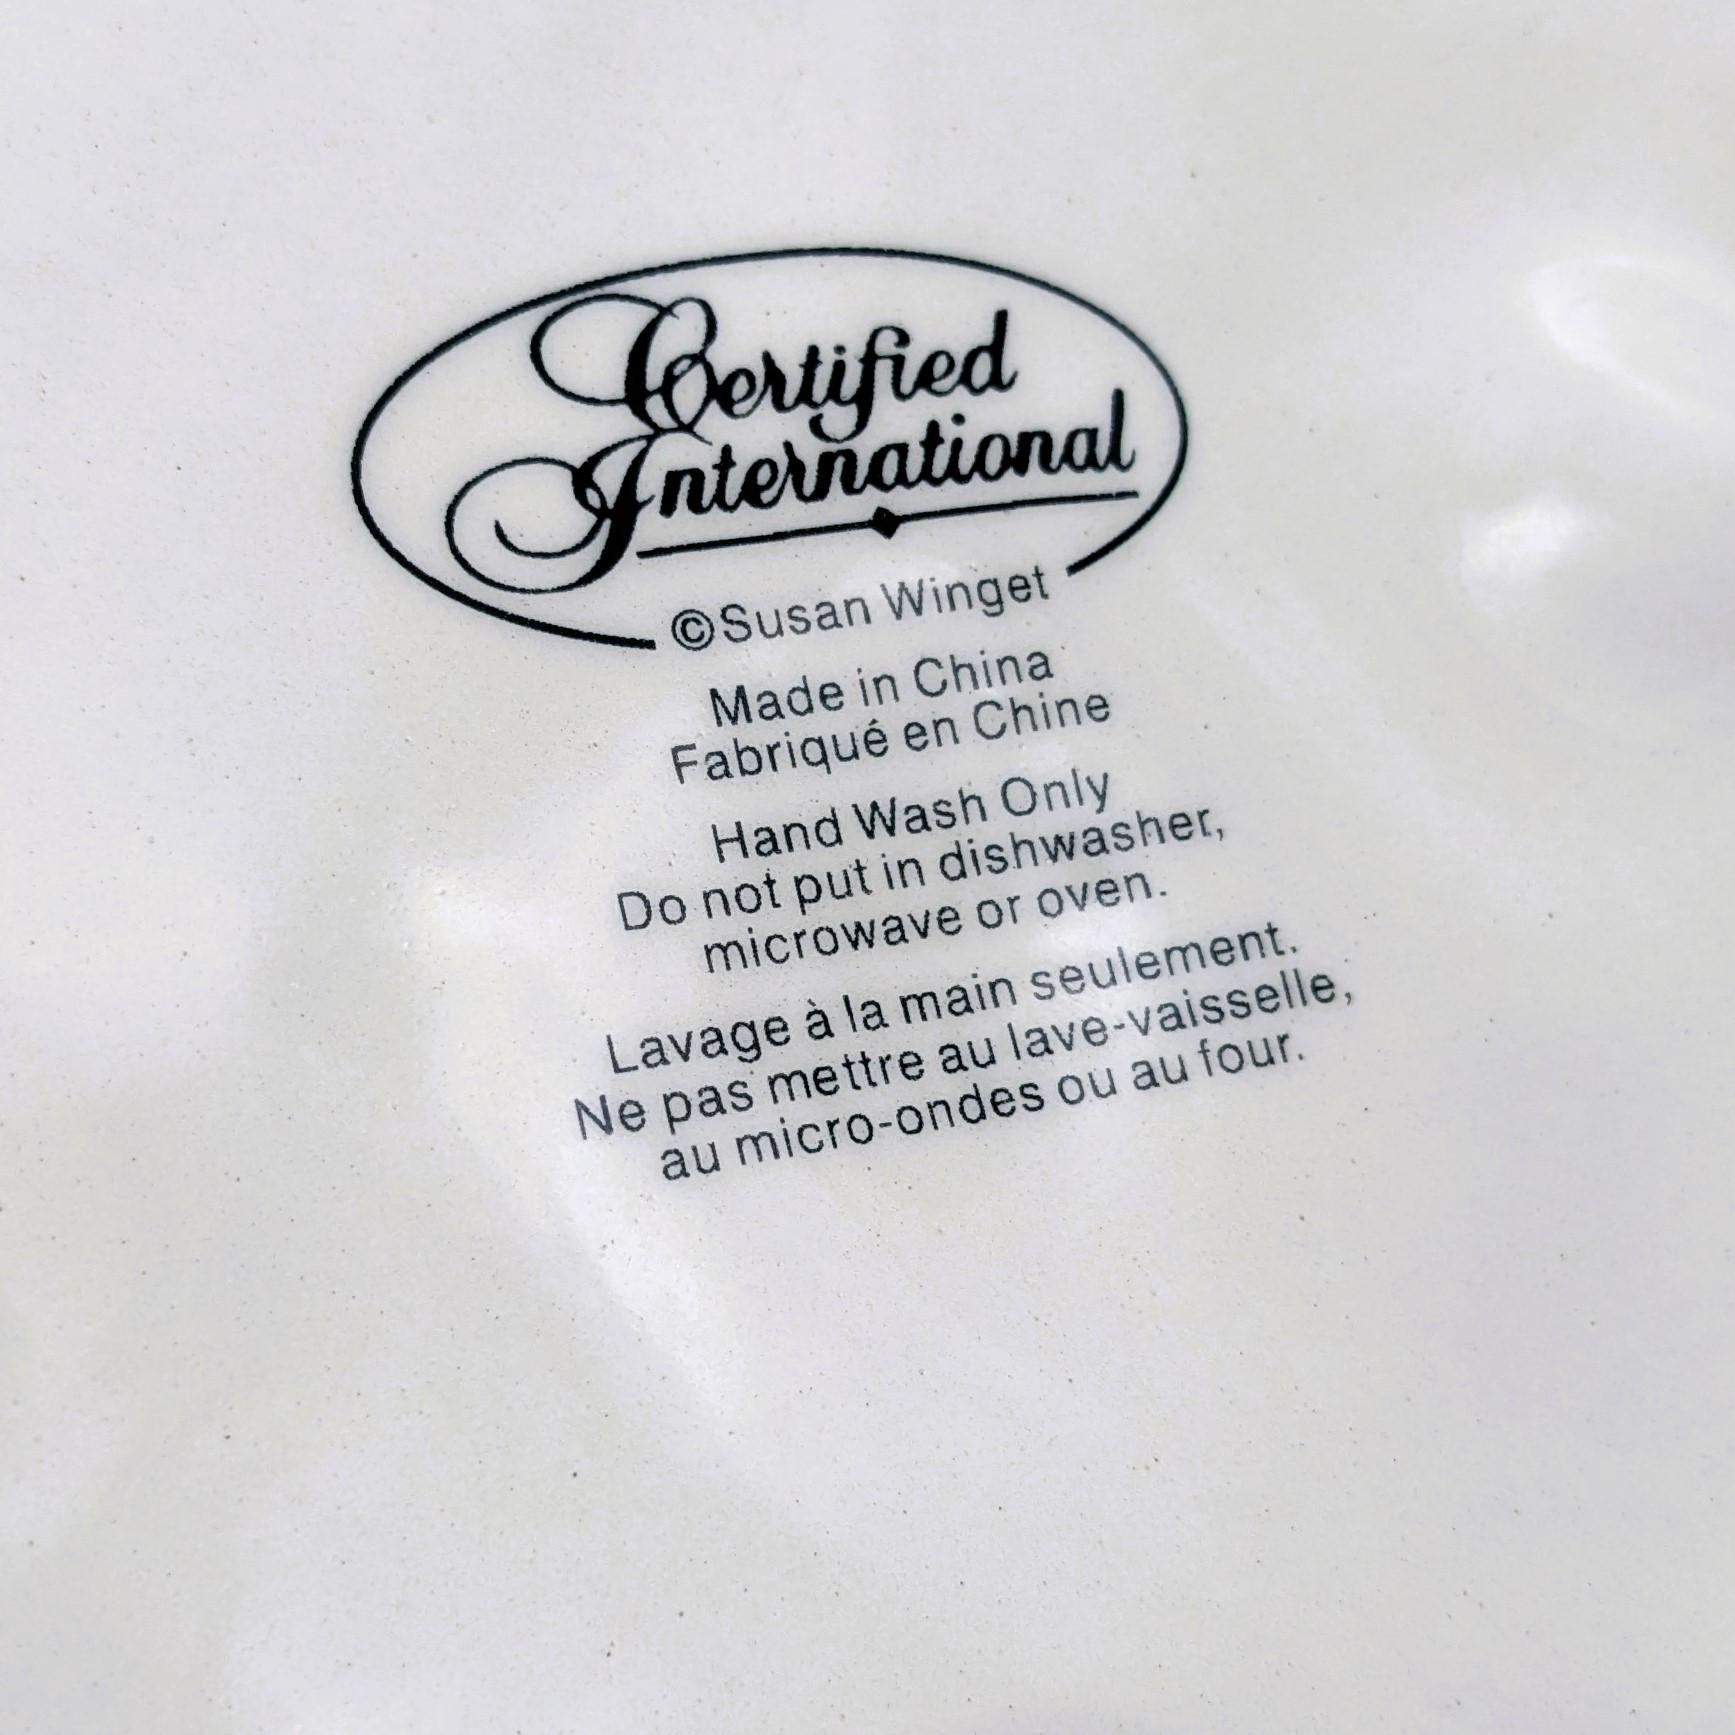 Certified
International
©Susan Winget
Made in China
Fabriqué en Chine
Hand Wash Only
Do not put in dishwasher,
microwave or oven.
Lavage à la main seulement.
Ne pas mettre au lave-vaisselle,
au micro-ondes ou au four.